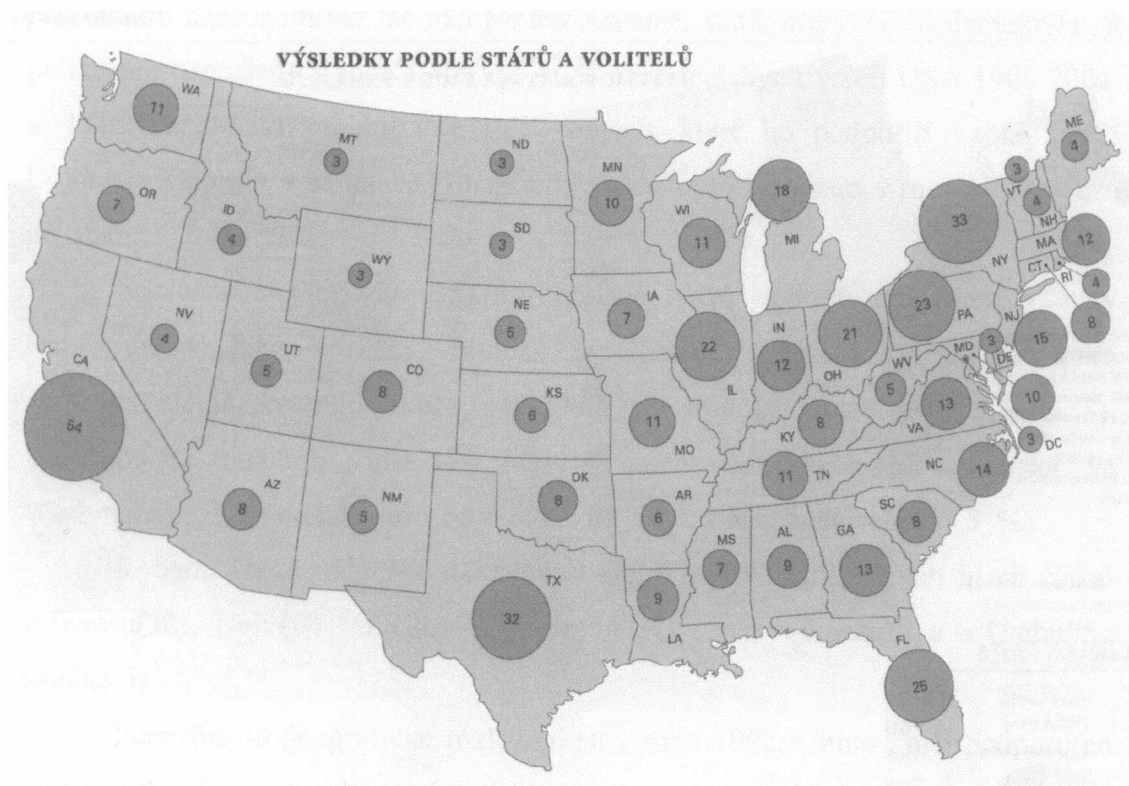 VÝSLEDKY PODLE STÁTŮ A VOLITELŮ
WA
11
OR
7
ID
4
MT
3
WY
3
ND
3
SD
3
NE
5
MN
10
WI
11
MI
18
IA
7
NV
4
UT
5
CO
8
KS
6
CA
54
AZ
8
NM
5
OK
8
TX
32
MO
11
AR
6
LA
9
IL
22
IN
12
OH
21
KY
8
TN
11
MS
7
AL
9
GA
13
FL
25
SC
8
NC
14
VA
13
WV
5
PA
23
NY
33
VT
3
NH
4
ME
4
MA
12
RI
4
CT
8
NJ
15
DE
3
MD
10
DC
3